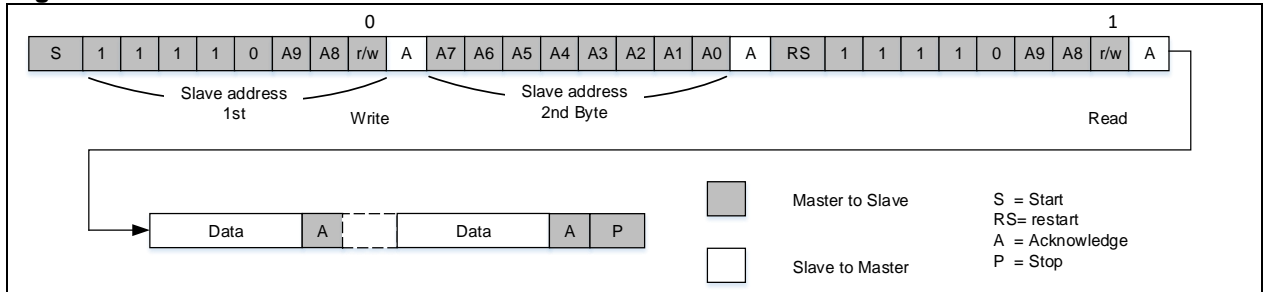 0 1
S 1 1 1 1 0 A9 A8 r/w A A7 A6 A5 A4 A3 A2 A1 A0 A RS 1 1 1 1 0 A9 A8 r/w A
Slave address
1st
Write
Slave address
2nd Byte
Read
Data A Data A P
Master to Slave
Slave to Master
S = Start
RS= restart
A = Acknowledge
P = Stop